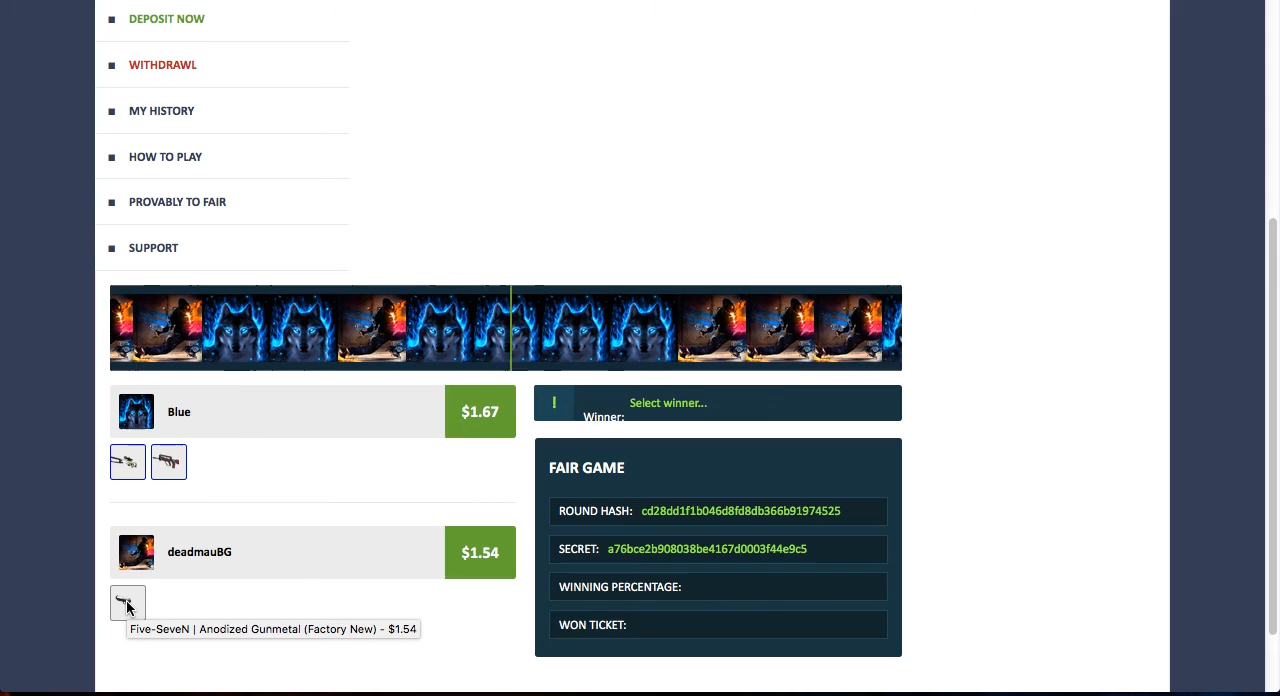 DEPOSIT NOW
WITHDRAWL
MY HISTORY
HOW TO PLAY
PROVABLY TO FAIR
SUPPORT
Blue
$1.67
! Select winner...
Winner:
FAIR GAME
ROUND HASH: cd28dd1f1b046d8fd8db366b91974525
SECRET: a76bce2b908038be4167d0003f44e9c5
WINNING PERCENTAGE:
WON TICKET:
deadmauBG
$1.54
Five-SeveN | Anodized Gunmetal (Factory New) - $1.54